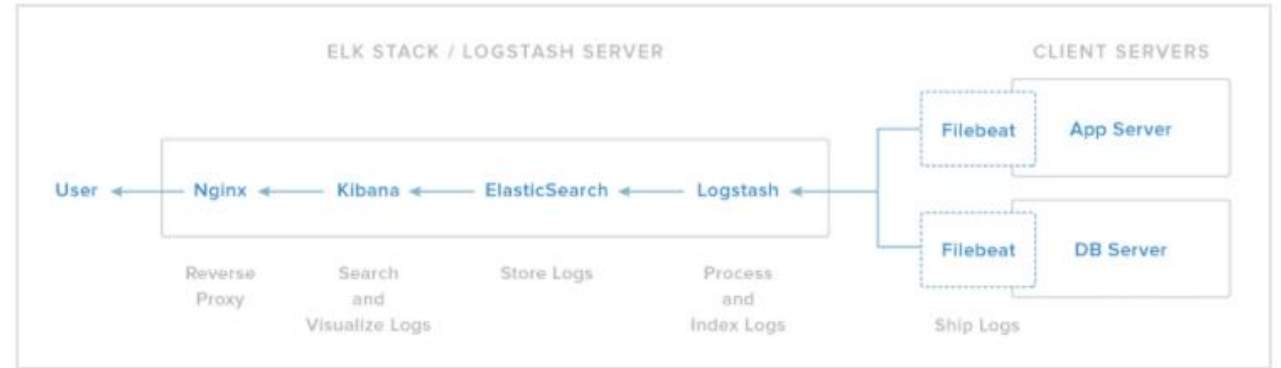 ELK STACK / LOGSTASH SERVER
CLIENT SERVERS
Filebeat
App Server
User
Nginx
Kibana
ElasticSearch
Logstash
Filebeat
DB Server
Reverse
Proxy
Search
and
Visualize Logs
Store Logs
Process
and
Index Logs
Ship Logs